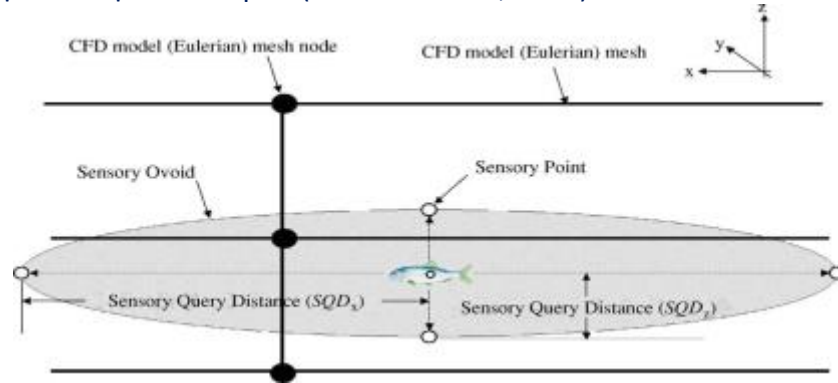 z
CFD model (Eulerian) mesh node
CFD model (Eulerian) mesh
y
x
Sensory Ovoid
Sensory Point
Sensory Query Distance (SQDx)
Sensory Query Distance (SQDz)